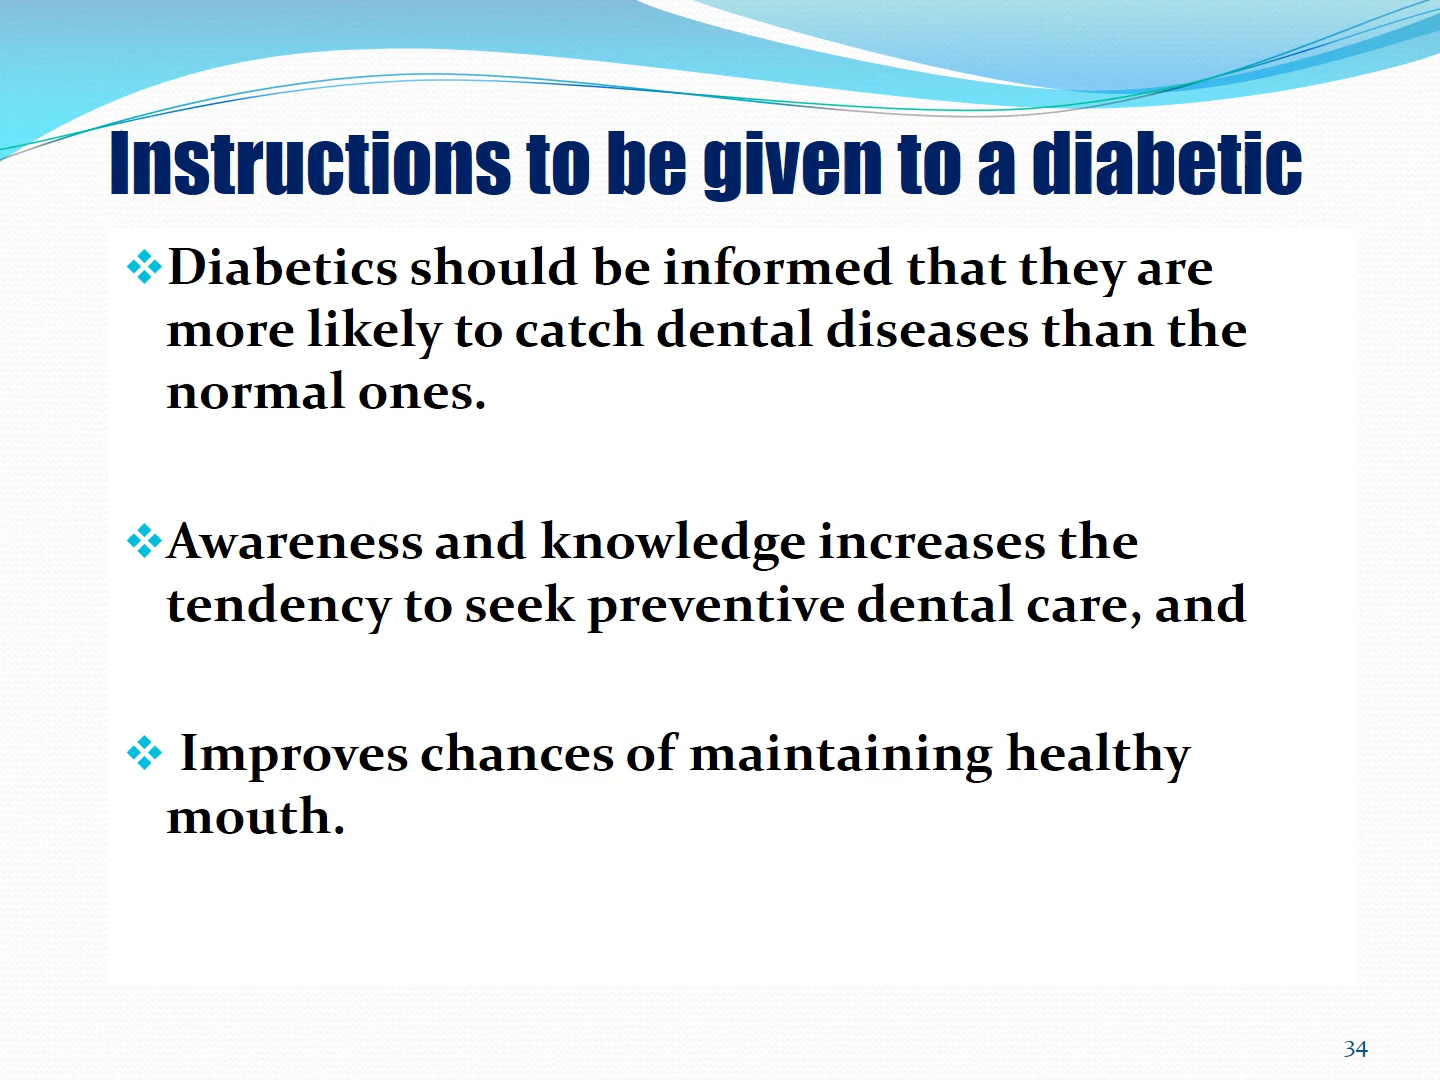 Instructions to be given to a diabetic
❖Diabetics should be informed that they are
more likely to catch dental diseases than the
normal ones.
❖Awareness and knowledge increases the
tendency to seek preventive dental care, and
❖ Improves chances of maintaining healthy
mouth.
34